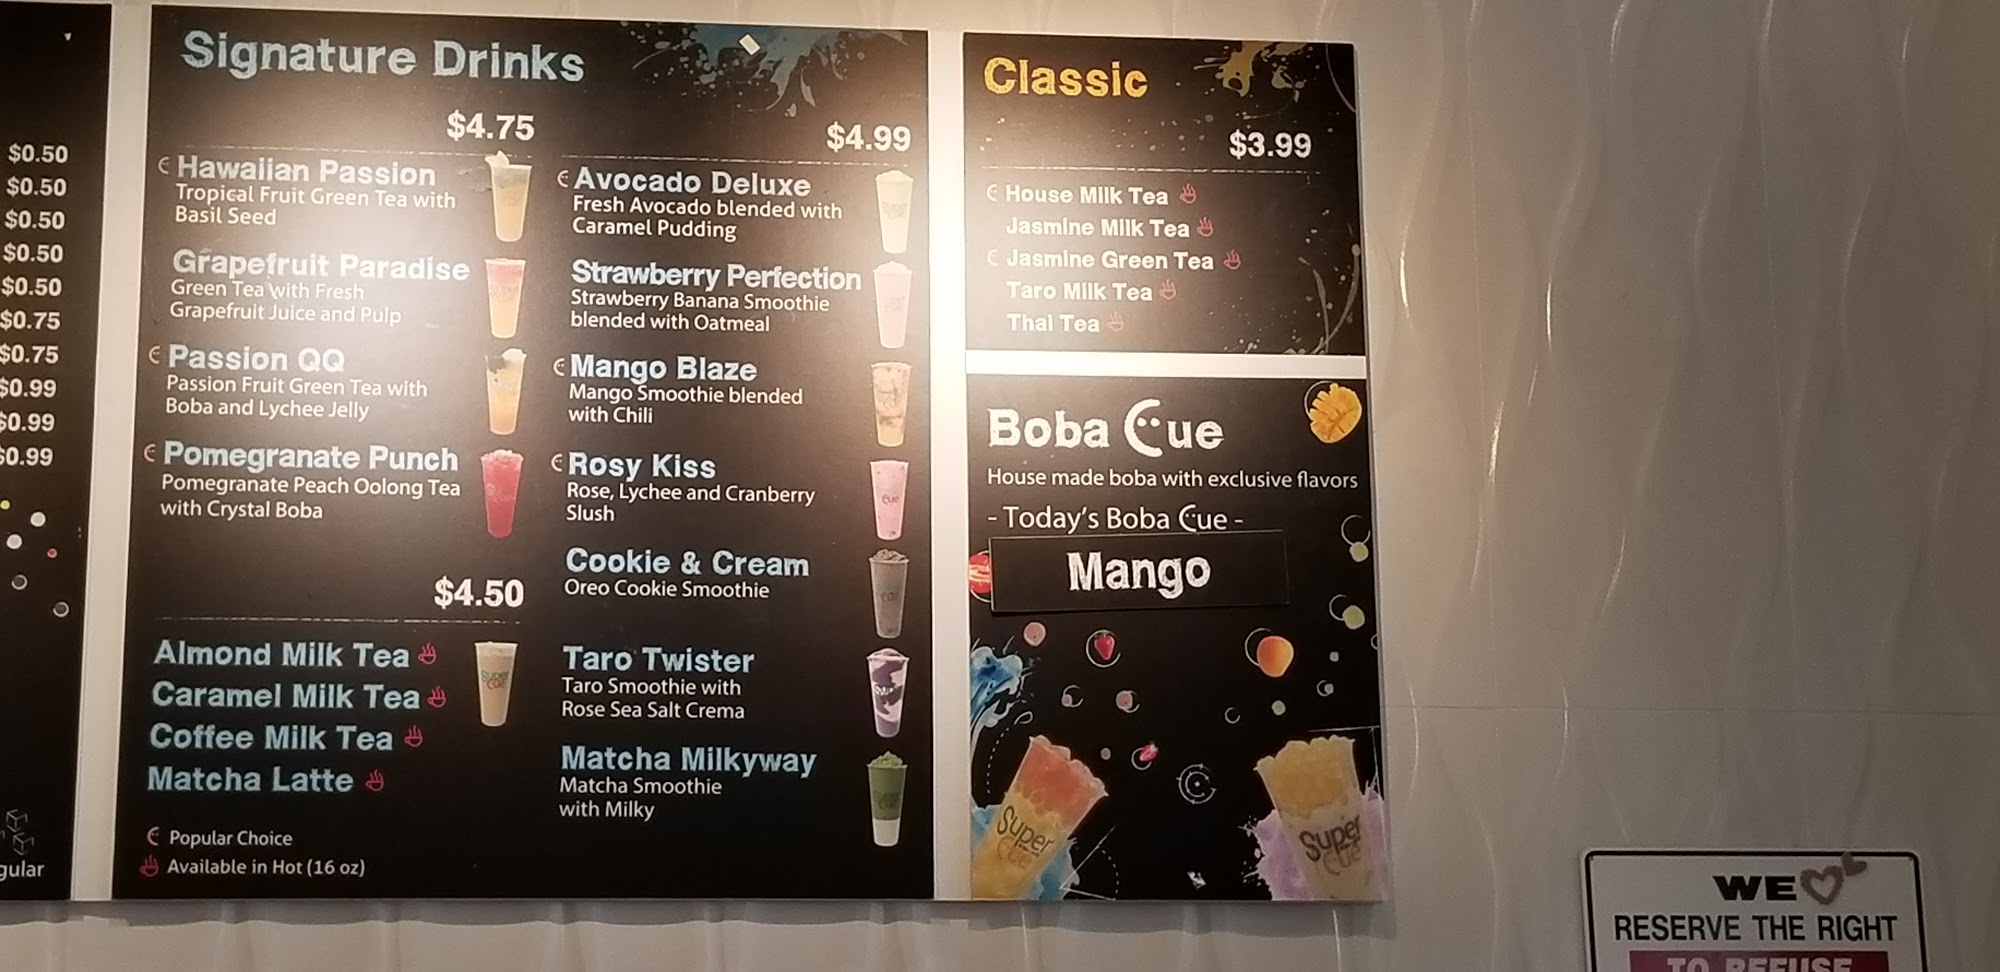 $0.50
$0.50
$0.50
$0.50
$0.50
$0.75
$0.75
$0.99
$0.99
$0.99
gular
Signature Drinks
$4.75
Hawaiian Passion
Tropical Fruit Green Tea with
Basil Seed
Grapefruit Paradise
Green Tea with Fresh
Grapefruit Juice and Pulp
Passion QQ
Passion Fruit Green Tea with
Boba and Lychee Jelly
Pomegranate Punch
Pomegranate Peach Oolong Tea
with Crystal Boba
$4.50
Almond Milk Tea
Caramel Milk Tea
Coffee Milk Tea
Matcha Latte
Popular Choice
Available in Hot (16 oz)
$4.99
Avocado Deluxe
Fresh Avocado blended with
Caramel Pudding
Strawberry Perfection
Strawberry Banana Smoothie
blended with Oatmeal
Mango Blaze
Mango Smoothie blended
with Chili
Rosy Kiss
Rose, Lychee and Cranberry
Slush
Cookie & Cream
Oreo Cookie Smoothie
Taro Twister
Taro Smoothie with
Rose Sea Salt Crema
Matcha Milkyway
Matcha Smoothie
with Milky
Classic
$3.99
House Milk Tea
Jasmine Milk Tea
Jasmine Green Tea
Taro Milk Tea
Thai Tea
Boba Cue
House made boba with exclusive flavors
- Today's Boba Cue -
Mango
Super
Cue
Super
Cue
WE
RESERVE THE RIGHT
TO REFUSE